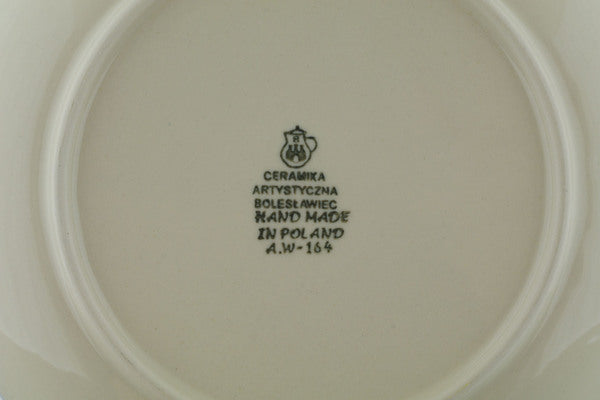 B
CERAMIKA
ARTYSTYCZNA
BOLESŁAWIEC
HAND MADE
IN POLAND
A.W-164